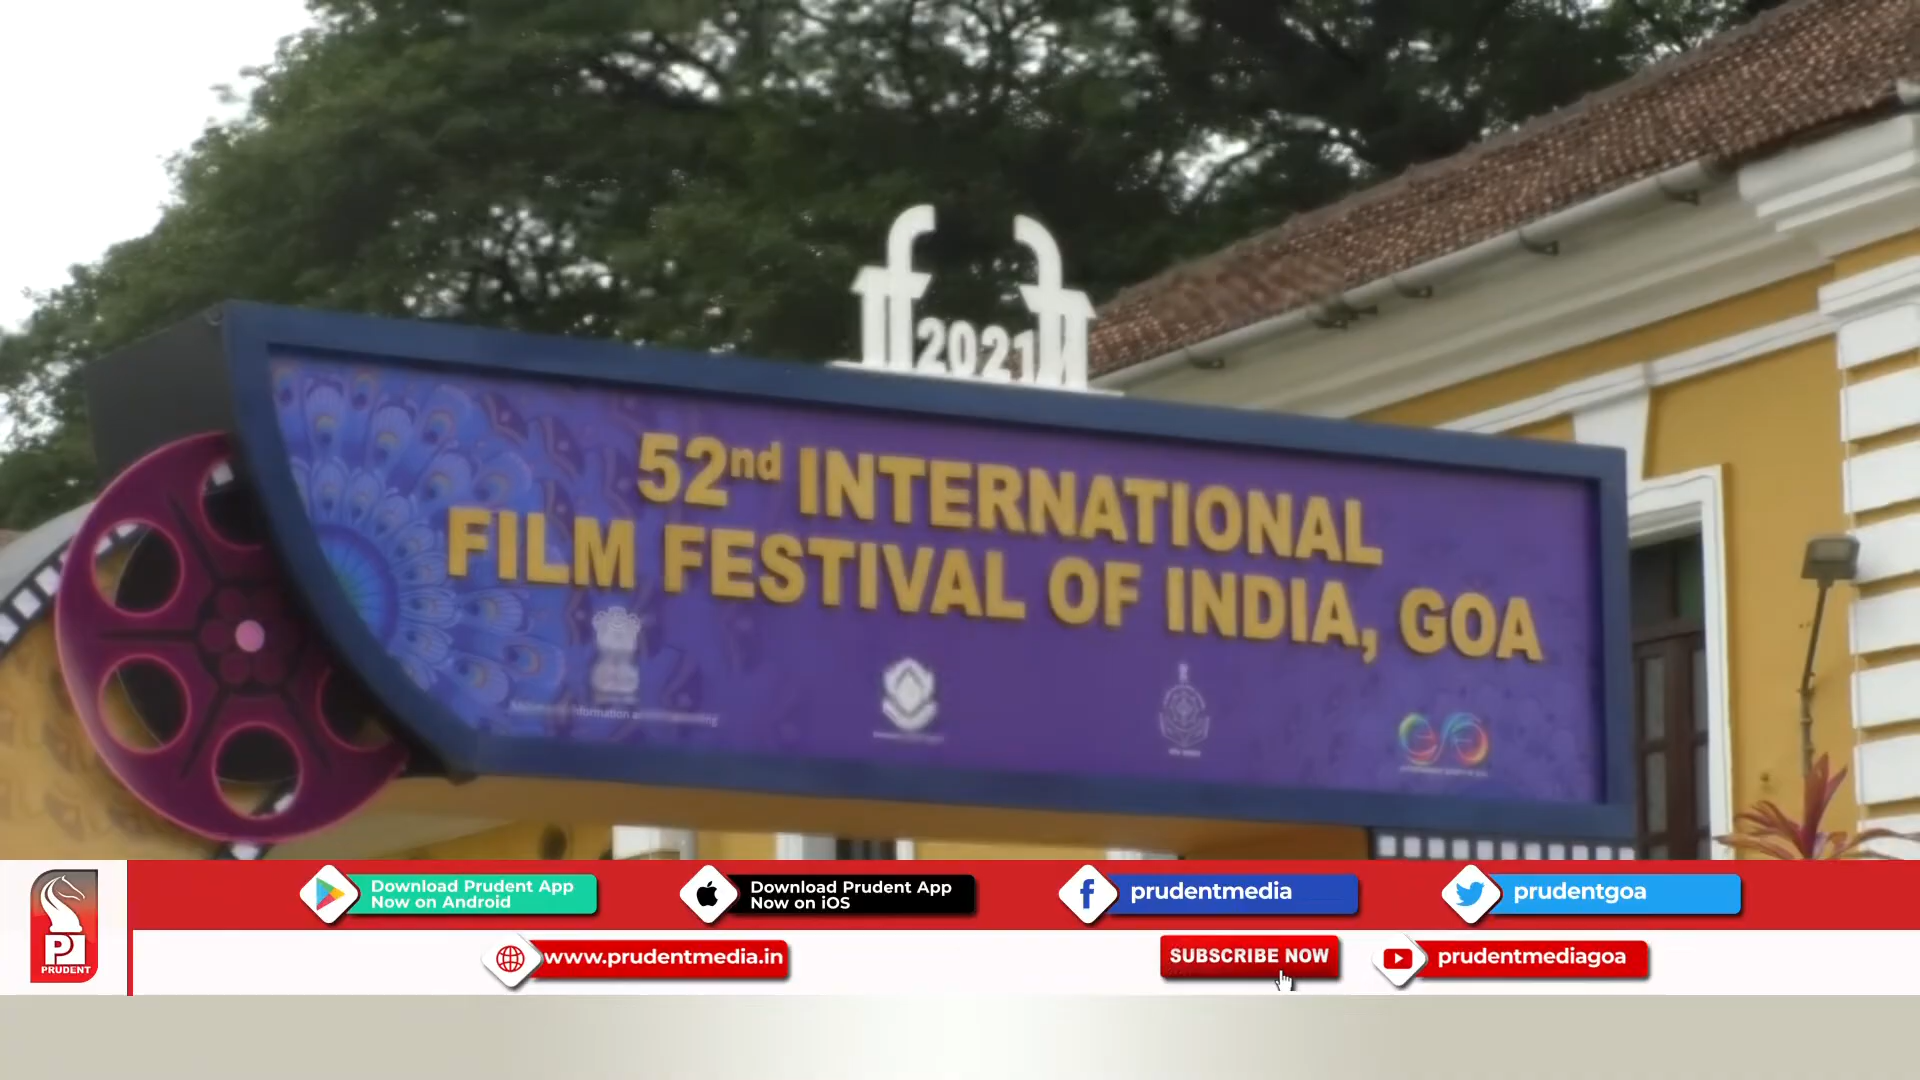 2021
52nd INTERNATIONAL
FILM FESTIVAL OF INDIA, GOA
Download Prudent App
Now on Android
Download Prudent App
Now on iOS
prudentmedia
prudentgoa
PRUDENT
www.prudentmedia.in
SUBSCRIBE NOW
prudentmediagoa